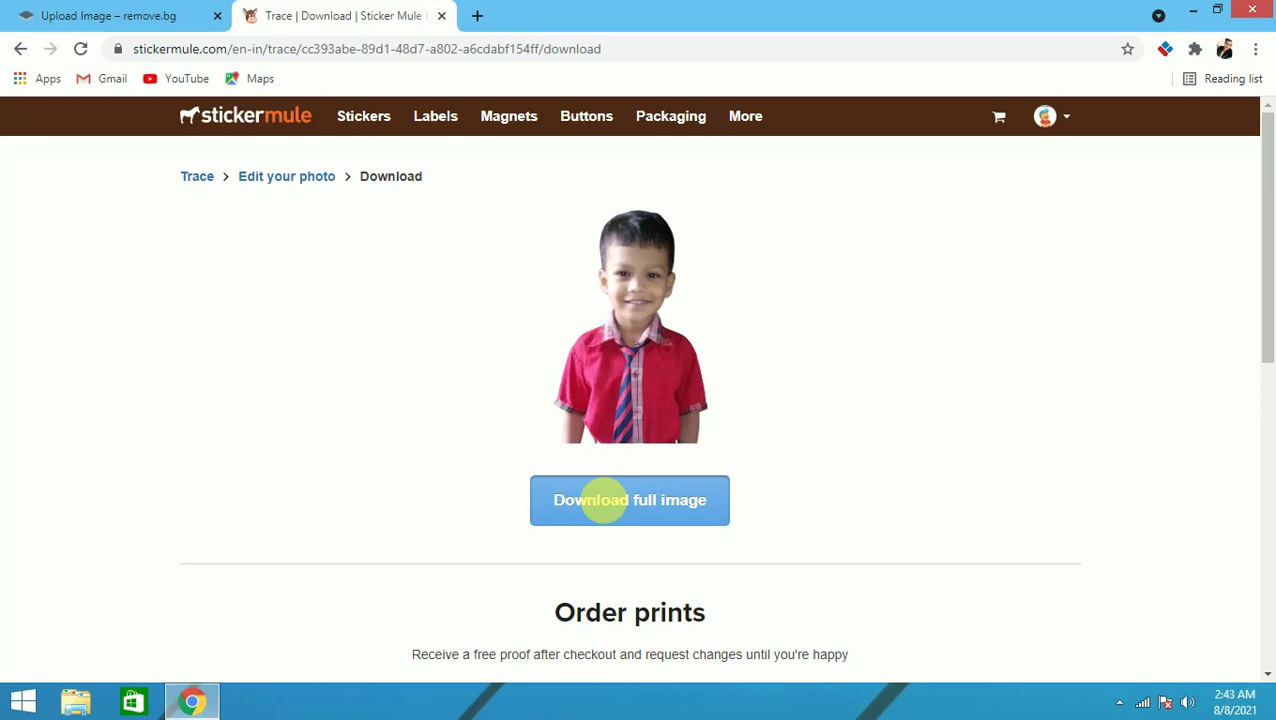 Upload Image – remove.bg
Trace | Download | Sticker Mule
stickermule.com/en-in/trace/cc393abe-89d1-48d7-a802-a6cdabf154ff/download
Apps Gmail YouTube Maps Reading list
stickermule Stickers Labels Magnets Buttons Packaging More
Trace > Edit your photo > Download
Download full image
Order prints
Receive a free proof after checkout and request changes until you're happy
2:43 AM
8/8/2021